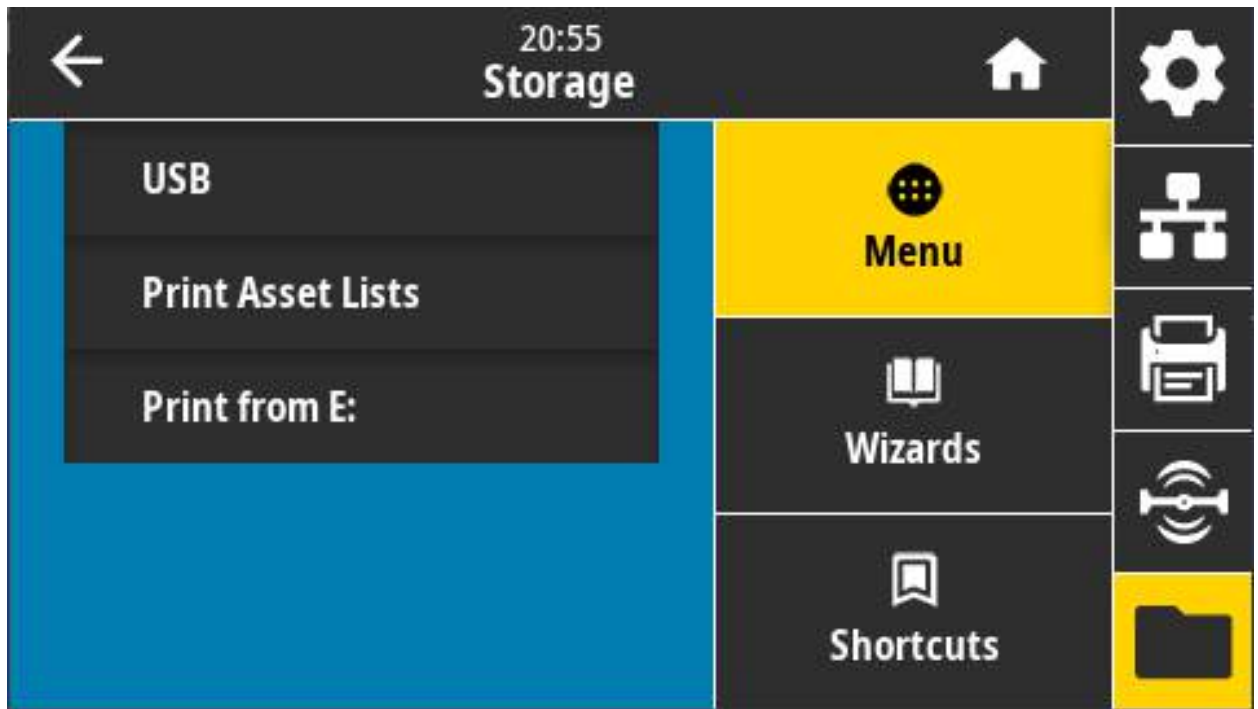 20:55
Storage
USB
Print Asset Lists
Print from E:
Menu
Wizards
Shortcuts